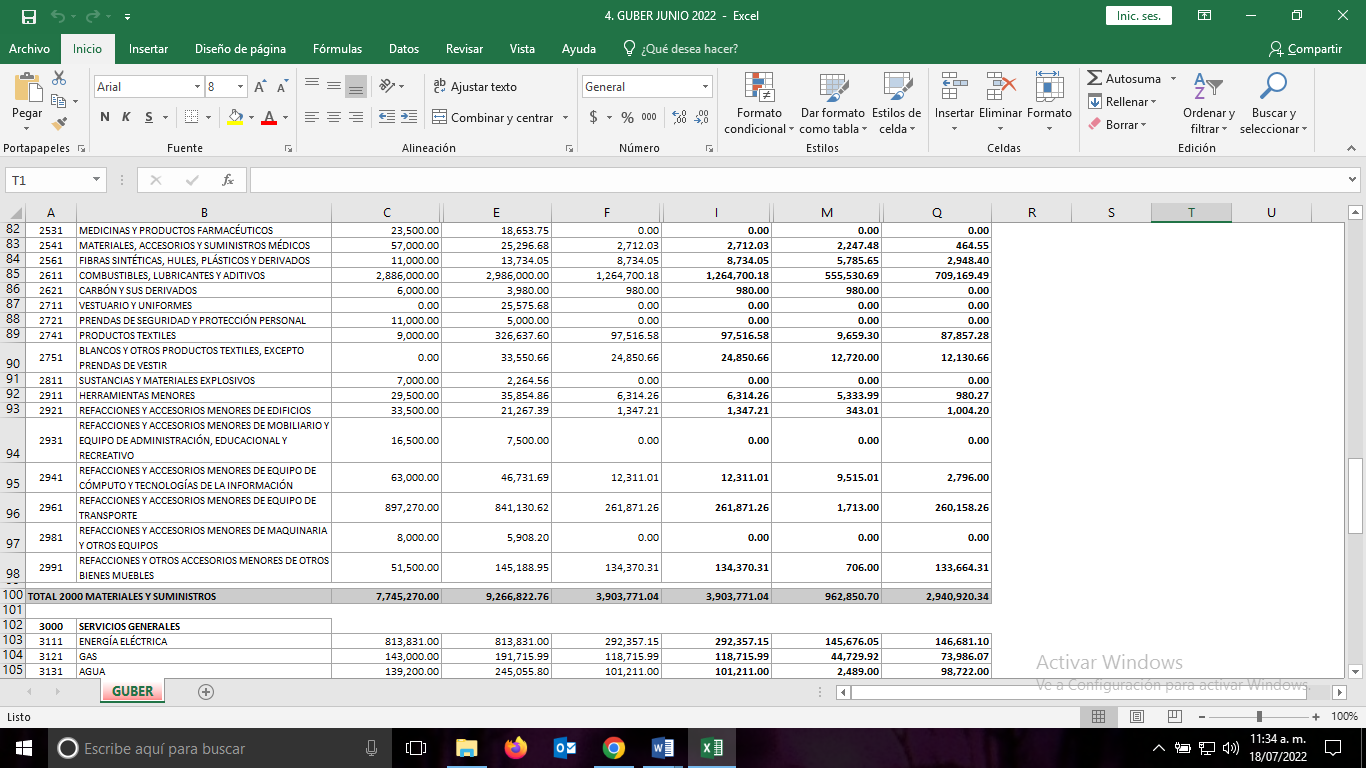 4. GUBER JUNIO 2022 - Excel
Inic. ses.
Archivo Inicio Insertar Diseño de página Fórmulas Datos Revisar Vista Ayuda ¿Qué desea hacer? Compartir
Pegar
Portapapeles
Arial 8 A A
N K S A
Fuente
ab Ajustar texto
Combinar y centrar
Alineación
General
$ % 000
Número
Formato condicional
Dar formato como tabla
Estilos de celda
Estilos
Insertar Eliminar Formato
Celdas
Autosuma
Rellenar
Borrar
Ordenar y filtrar
Buscar y seleccionar
Edición
T1 fx
A B C E F I M Q R S T U
82 2531 MEDICINAS Y PRODUCTOS FARMACÉUTICOS 23,500.00 18,653.75 0.00 0.00 0.00 0.00
83 2541 MATERIALES, ACCESORIOS Y SUMINISTROS MÉDICOS 57,000.00 25,296.68 2,712.03 2,712.03 2,247.48 464.55
84 2561 FIBRAS SINTÉTICAS, HULES, PLÁSTICOS Y DERIVADOS 11,000.00 13,734.05 8,734.05 8,734.05 5,785.65 2,948.40
85 2611 COMBUSTIBLES, LUBRICANTES Y ADITIVOS 2,886,000.00 2,986,000.00 1,264,700.18 1,264,700.18 555,530.69 709,169.49
86 2621 CARBÓN Y SUS DERIVADOS 6,000.00 3,980.00 980.00 980.00 980.00 0.00
87 2711 VESTUARIO Y UNIFORMES 0.00 25,575.68 0.00 0.00 0.00 0.00
88 2721 PRENDAS DE SEGURIDAD Y PROTECCIÓN PERSONAL 11,000.00 5,000.00 0.00 0.00 0.00 0.00
89 2741 PRODUCTOS TEXTILES 9,000.00 326,637.60 97,516.58 97,516.58 9,659.30 87,857.28
90 2751 BLANCOS Y OTROS PRODUCTOS TEXTILES, EXCEPTO
PRENDAS DE VESTIR 0.00 33,550.66 24,850.66 24,850.66 12,720.00 12,130.66
91 2811 SUSTANCIAS Y MATERIALES EXPLOSIVOS 7,000.00 2,264.56 0.00 0.00 0.00 0.00
92 2911 HERRAMIENTAS MENORES 29,500.00 35,854.86 6,314.26 6,314.26 5,333.99 980.27
93 2921 REFACCIONES Y ACCESORIOS MENORES DE EDIFICIOS 33,500.00 21,267.39 1,347.21 1,347.21 343.01 1,004.20
94 2931 REFACCIONES Y ACCESORIOS MENORES DE MOBILIARIO Y
EQUIPO DE ADMINISTRACIÓN, EDUCACIONAL Y
RECREATIVO 16,500.00 7,500.00 0.00 0.00 0.00 0.00
95 2941 REFACCIONES Y ACCESORIOS MENORES DE EQUIPO DE
CÓMPUTO Y TECNOLOGÍAS DE LA INFORMACIÓN 63,000.00 46,731.69 12,311.01 12,311.01 9,515.01 2,796.00
96 2961 REFACCIONES Y ACCESORIOS MENORES DE EQUIPO DE
TRANSPORTE 897,270.00 841,130.62 261,871.26 261,871.26 1,713.00 260,158.26
97 2981 REFACCIONES Y ACCESORIOS MENORES DE MAQUINARIA
Y OTROS EQUIPOS 8,000.00 5,908.20 0.00 0.00 0.00 0.00
98 2991 REFACCIONES Y OTROS ACCESORIOS MENORES DE OTROS
BIENES MUEBLES 51,500.00 145,188.95 134,370.31 134,370.31 706.00 133,664.31
100 TOTAL 2000 MATERIALES Y SUMINISTROS 7,745,270.00 9,266,822.76 3,903,771.04 3,903,771.04 962,850.70 2,940,920.34
101
102 3000 SERVICIOS GENERALES
103 3111 ENERGÍA ELÉCTRICA 813,831.00 813,831.00 292,357.15 292,357.15 145,676.05 146,681.10
104 3121 GAS 143,000.00 191,715.99 118,715.99 118,715.99 44,729.92 73,986.07
105 3131 AGUA 139,200.00 245,055.80 101,211.00 101,211.00 2,489.00 98,722.00
Activar Windows
Ve a Configuración para activar Windows.
GUBER
Listo 100%
Escribe aquí para buscar
11:34 a. m.
18/07/2022